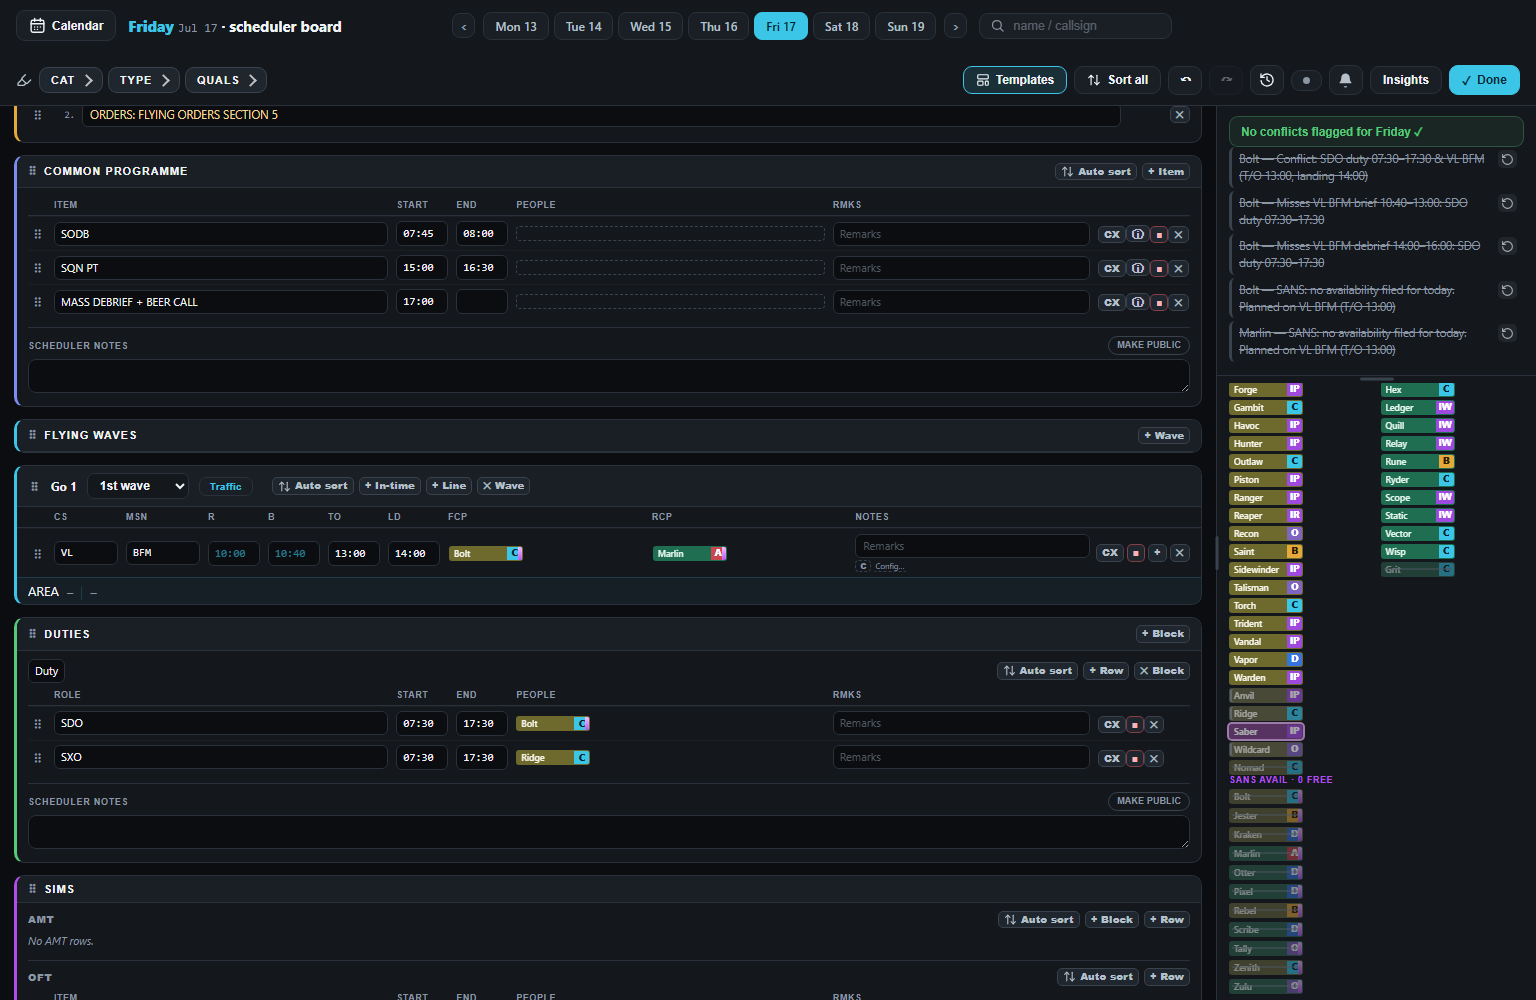 Calendar
Friday Jul 17 · scheduler board
‹ Mon 13 Tue 14 Wed 15 Thu 16 Fri 17 Sat 18 Sun 19 ›
name / callsign
CAT TYPE QUALS
Templates Sort all Insights ✓ Done
2. ORDERS: FLYING ORDERS SECTION 5
COMMON PROGRAMME Auto sort + Item
ITEM START END PEOPLE RMKS
SODB 07:45 08:00 Remarks CX
SQN PT 15:00 16:30 Remarks CX
MASS DEBRIEF + BEER CALL 17:00 Remarks CX
SCHEDULER NOTES MAKE PUBLIC
FLYING WAVES + Wave
Go 1 1st wave Traffic Auto sort + In-time + Line × Wave
CS MSN R B TO LD FCP RCP NOTES
VL BFM 10:00 10:40 13:00 14:00 Bolt C Marlin A Remarks CX
C Config...
AREA – | –
DUTIES + Block
Duty Auto sort + Row × Block
ROLE START END PEOPLE RMKS
SDO 07:30 17:30 Bolt C Remarks CX
SXO 07:30 17:30 Ridge C Remarks CX
SCHEDULER NOTES MAKE PUBLIC
SIMS
AMT Auto sort + Block + Row
No AMT rows.
OFT Auto sort + Row
ITEM START END PEOPLE RMKS
No conflicts flagged for Friday ✓
Bolt — Conflict: SDO duty 07:30–17:30 & VL BFM
(T/O 13:00, landing 14:00)
Bolt — Misses VL BFM brief 10:40–13:00: SDO
duty 07:30–17:30
Bolt — Misses VL BFM debrief 14:00–16:00: SDO
duty 07:30–17:30
Bolt — SANS: no availability filed for today.
Planned on VL BFM (T/O 13:00)
Marlin — SANS: no availability filed for today.
Planned on VL BFM (T/O 13:00)
Forge IP
Gambit C
Havoc IP
Hunter IP
Outlaw C
Piston IP
Ranger IP
Reaper IR
Recon O
Saint B
Sidewinder IP
Talisman O
Torch C
Trident IP
Vandal IP
Vapor D
Warden IP
Anvil IP
Ridge C
Saber IP
Wildcard O
Nomad C
Hex C
Ledger IW
Quill IW
Relay IW
Rune B
Ryder C
Scope IW
Static IW
Vector C
Wisp C
Grit C
SANS AVAIL · 0 FREE
Bolt C
Jester B
Kraken D
Marlin A
Otter D
Pixel D
Rebel B
Scribe D
Tally O
Zenith C
Zulu O